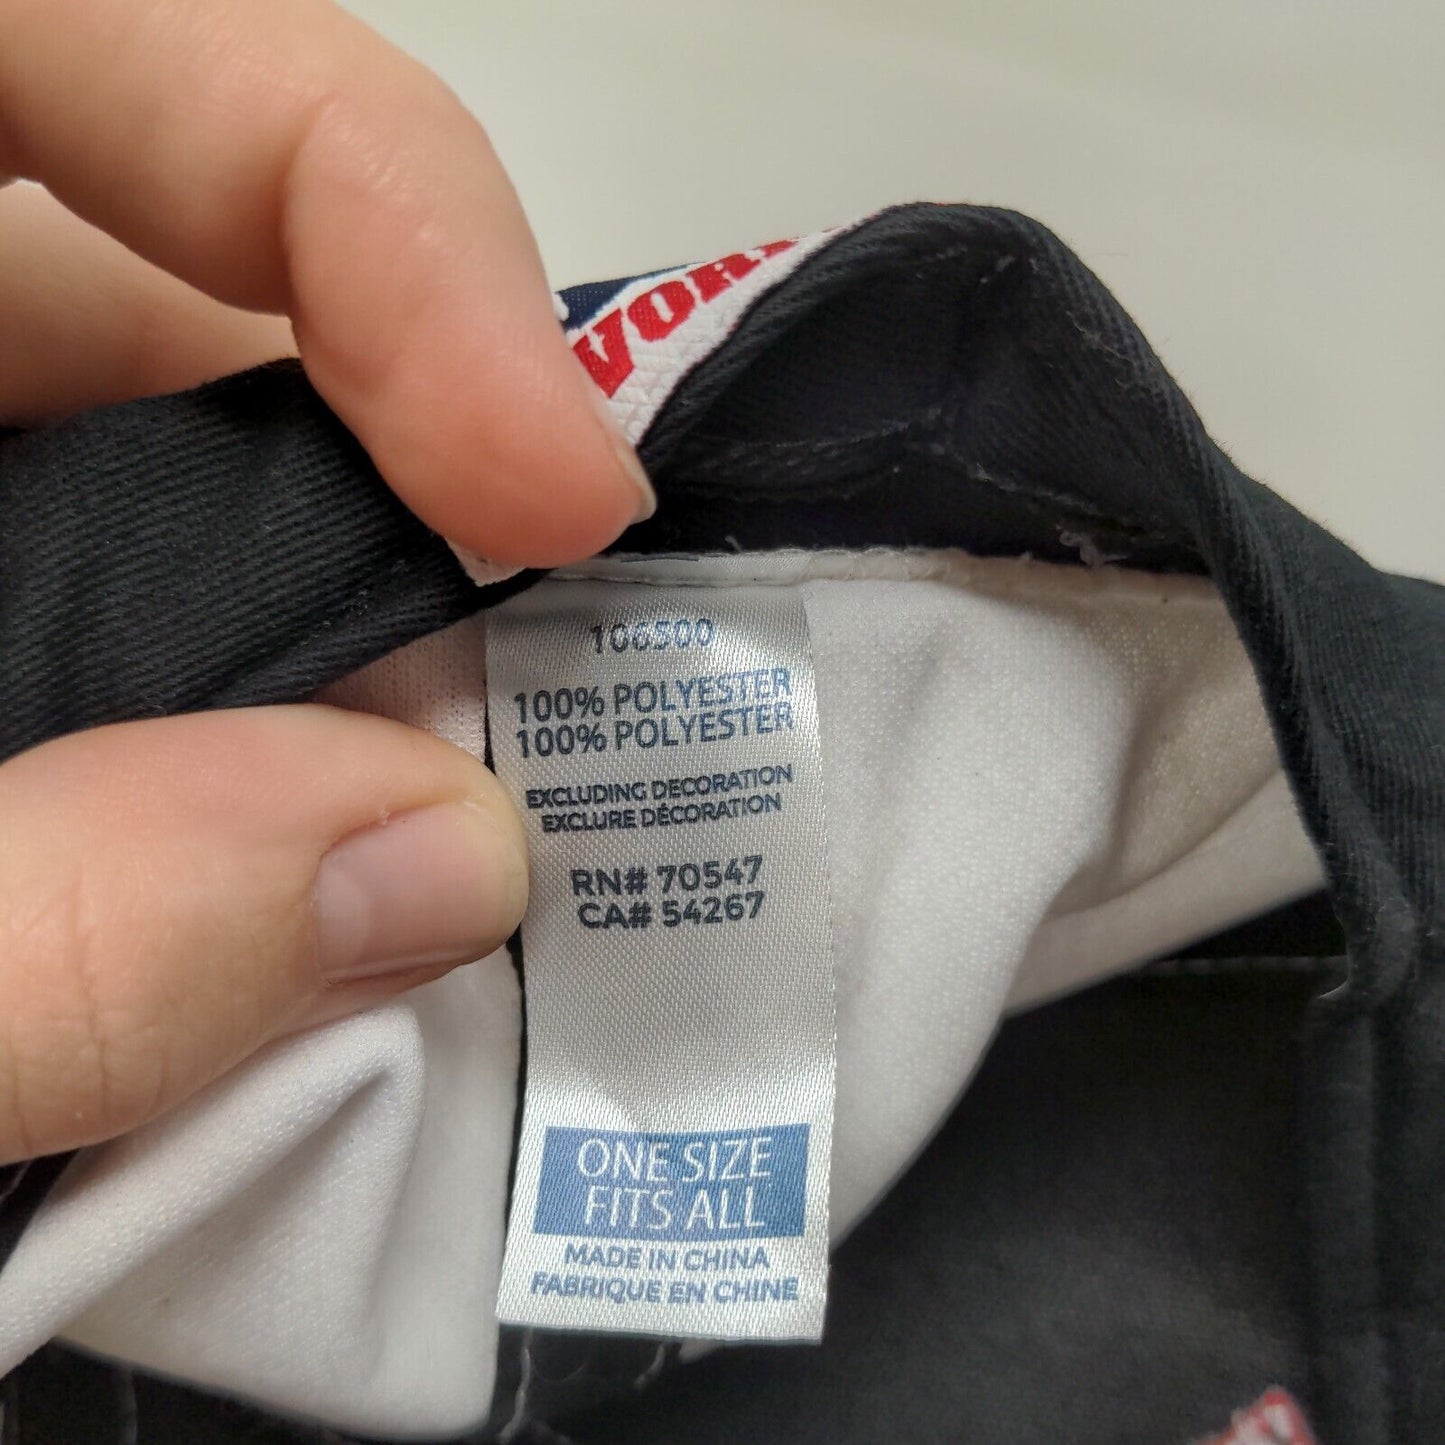 106500
100% POLYESTER
100% POLYESTER
EXCLUDING DECORATION
EXCLURE DÉCORATION
RN# 70547
CA# 54267
ONE SIZE
FITS ALL
MADE IN CHINA
FABRIQUE EN CHINE